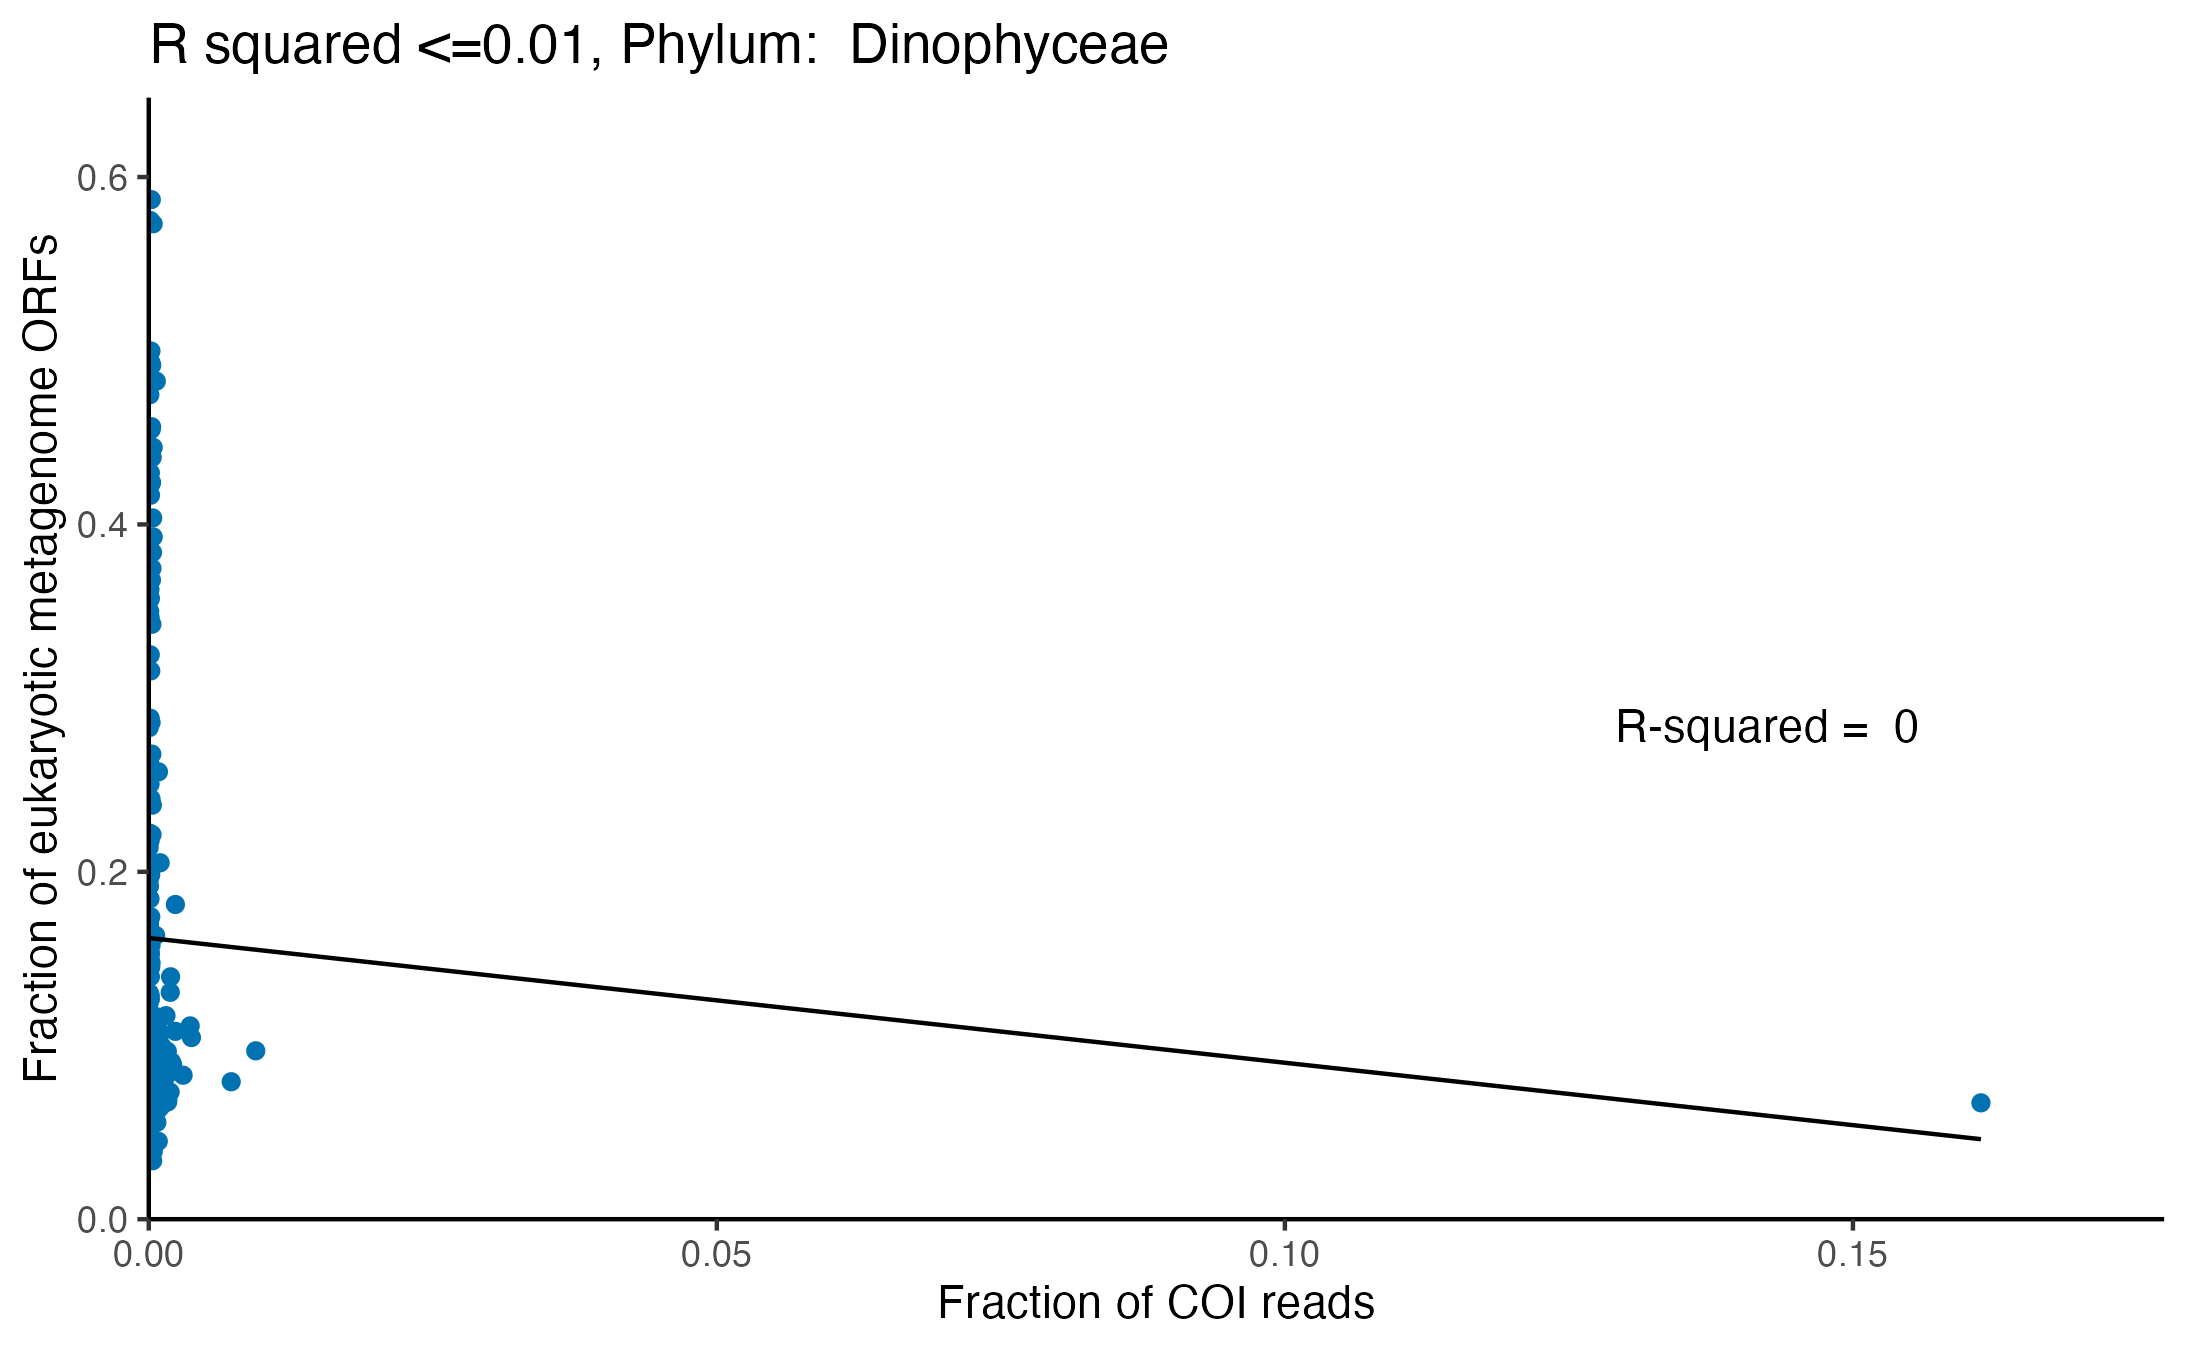 R squared <=0.01, Phylum:  Dinophyceae
Fraction of eukaryotic metagenome ORFs
0.6
0.4
0.2
0.0
R-squared =  0
0.00 0.05 0.10 0.15
Fraction of COI reads